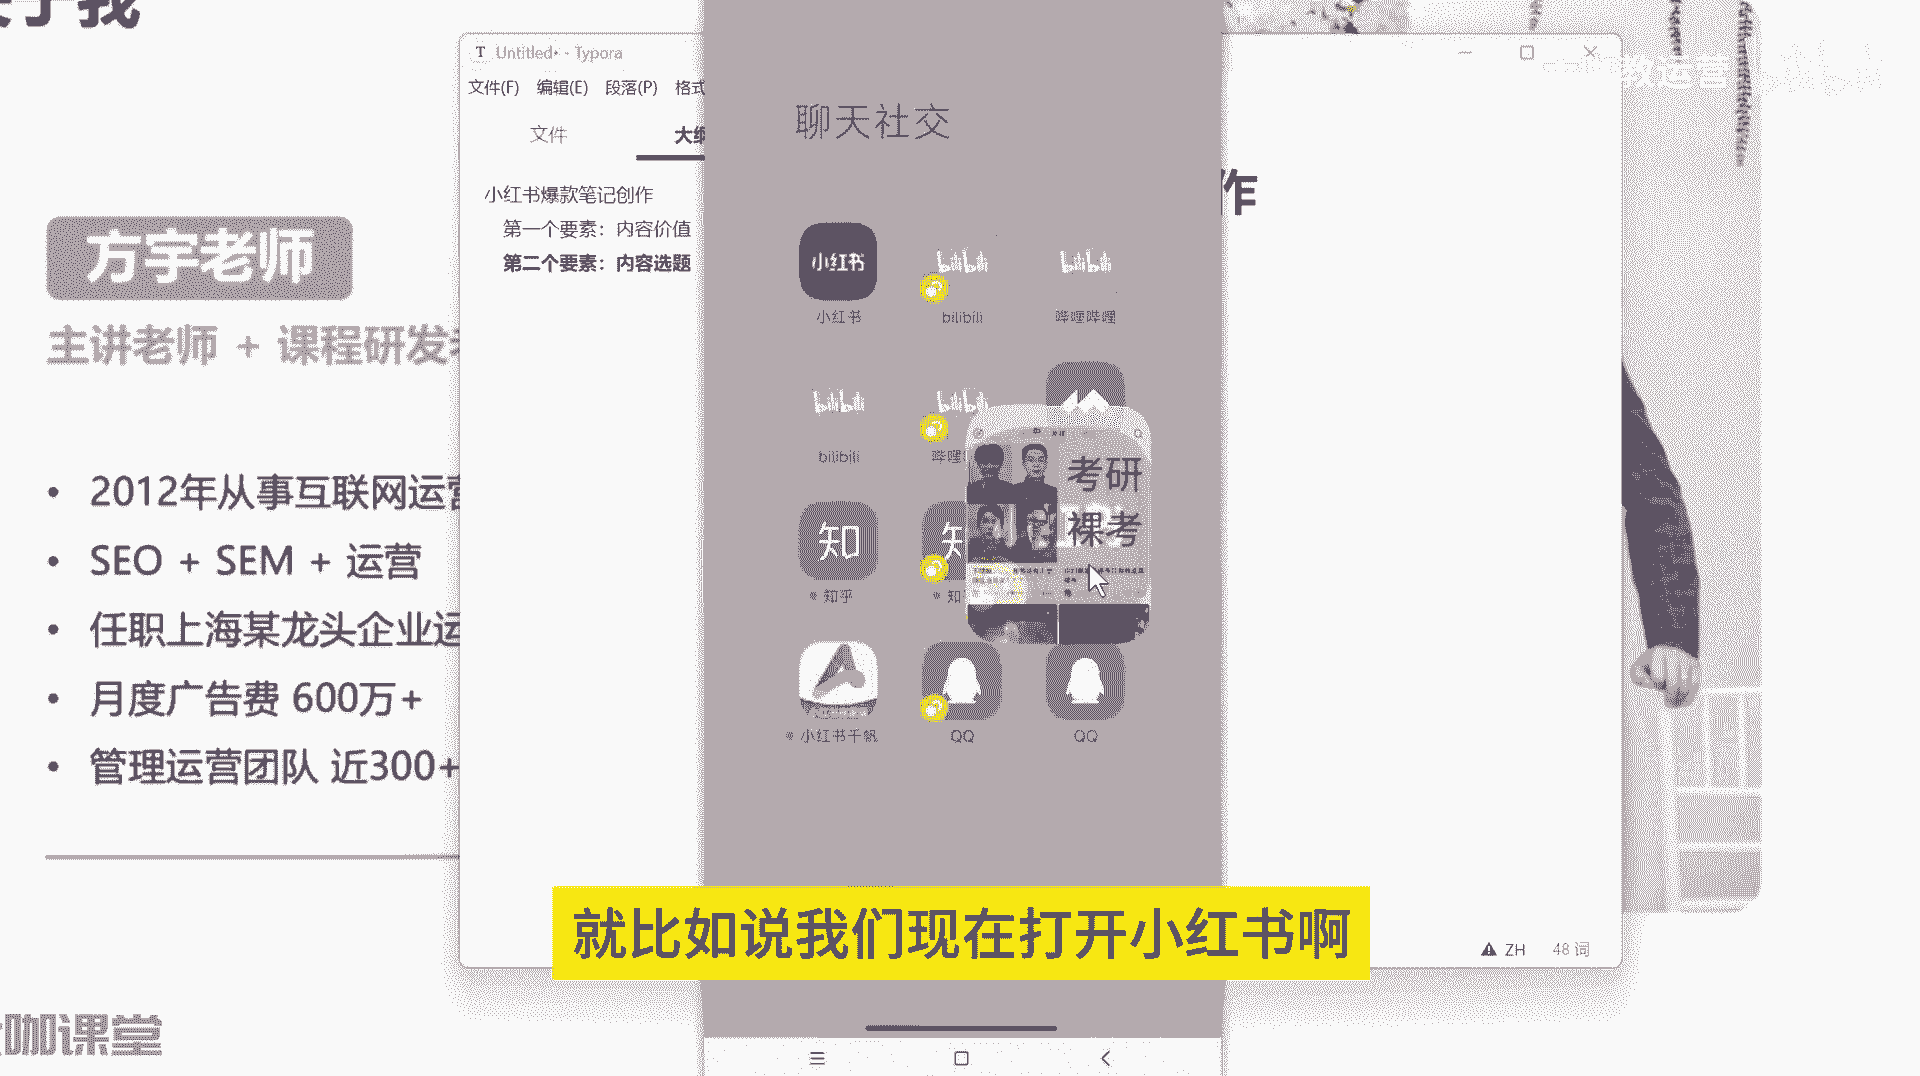 于我
Untitled• - Typora
文件(F) 编辑(E) 段落(P) 格式
文件
大纲
小红书爆款笔记创作
第一个要素：内容价值
第二个要素：内容选题
作
教运营
方宇老师
主讲老师 + 课程研发者
• 2012年从事互联网运营
• SEO + SEM + 运营
• 任职上海某龙头企业运
• 月度广告费 600万+
• 管理运营团队 近300+
咖课堂
聊天社交
小红书
小红书
bilibili
bilibili
bilibili
哔哩哔哩
bilibili
bilibili
bilibili
哔哩
知
知乎
知
知
小红书千帆
QQ
QQ
考研
裸考
就比如说我们现在打开小红书啊
ZH
48 词